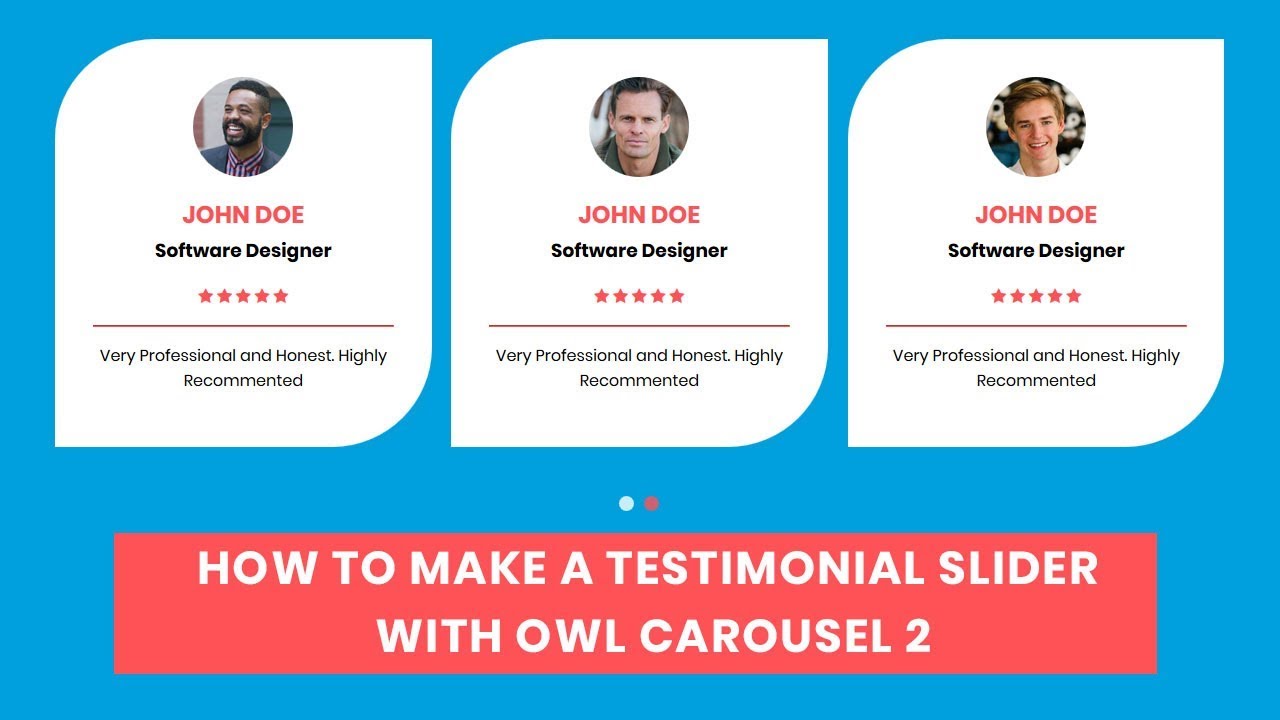 JOHN DOE
Software Designer
Very Professional and Honest. Highly
Recommented
JOHN DOE
Software Designer
Very Professional and Honest. Highly
Recommented
JOHN DOE
Software Designer
Very Professional and Honest. Highly
Recommented
HOW TO MAKE A TESTIMONIAL SLIDER
WITH OWL CAROUSEL 2